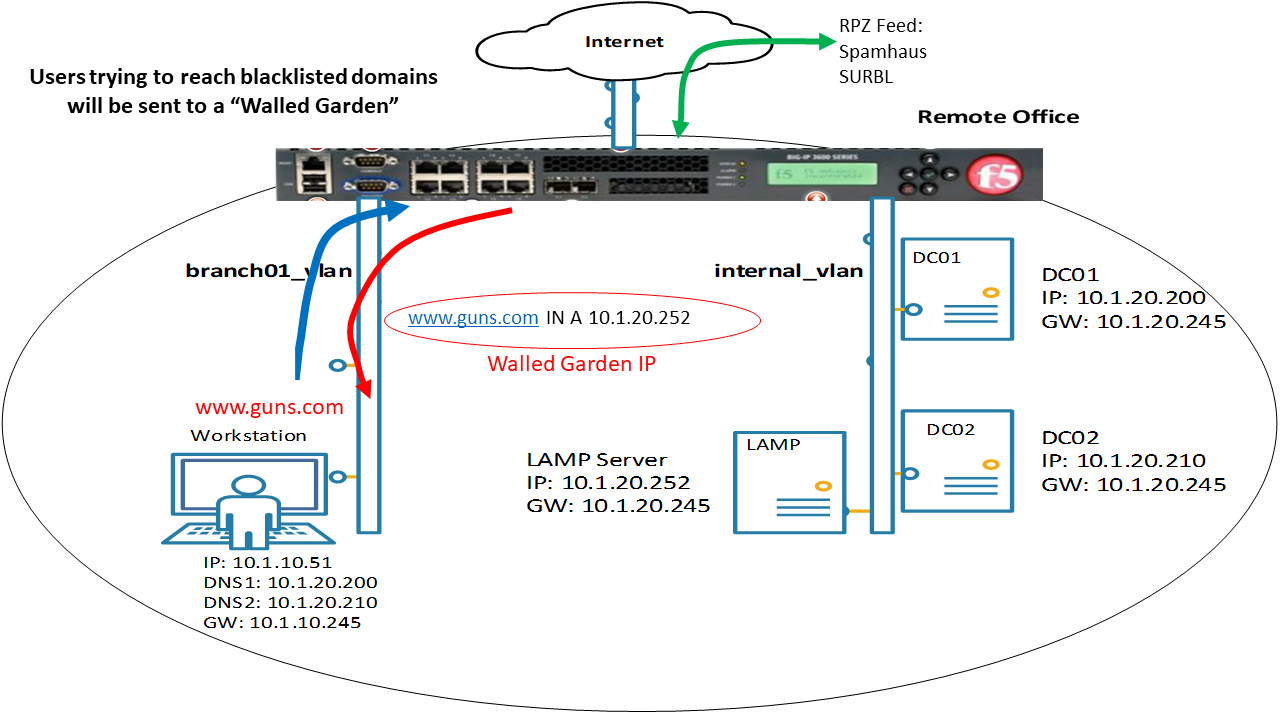 Internet
RPZ Feed:
Spamhaus
SURBL
Users trying to reach blacklisted domains
will be sent to a “Walled Garden”
Remote Office
BIG-IP 3600 SERIES
f5
f5
branch01_vlan
internal_vlan
DC01
DC01
IP: 10.1.20.200
GW: 10.1.20.245
www.guns.com IN A 10.1.20.252
Walled Garden IP
www.guns.com
Workstation
IP: 10.1.10.51
DNS1: 10.1.20.200
DNS2: 10.1.20.210
GW: 10.1.10.245
LAMP Server
IP: 10.1.20.252
GW: 10.1.20.245
LAMP
DC02
DC02
IP: 10.1.20.210
GW: 10.1.20.245